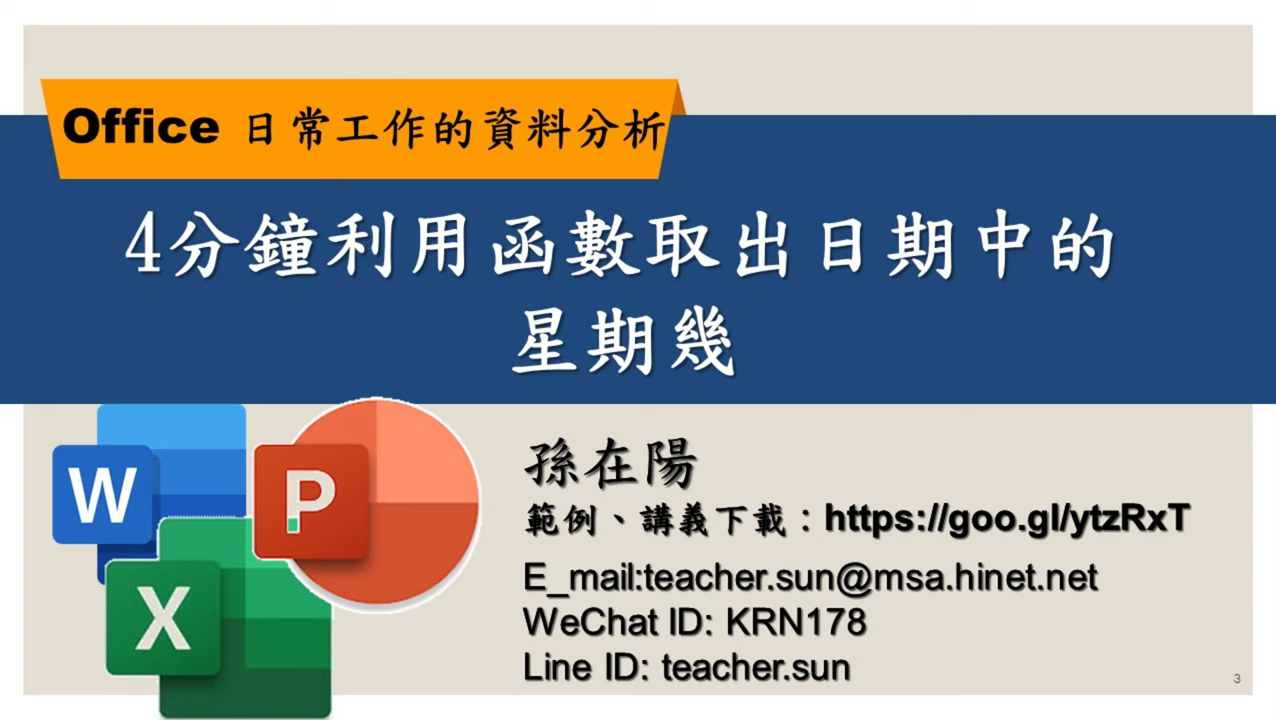 Office 日常工作的資料分析
4分鐘利用函數取出日期中的
星期幾
W
P
X
孫在陽
範例、講義下載：https://goo.gl/ytzRxT
E_mail:teacher.sun@msa.hinet.net
WeChat ID: KRN178
Line ID: teacher.sun
3